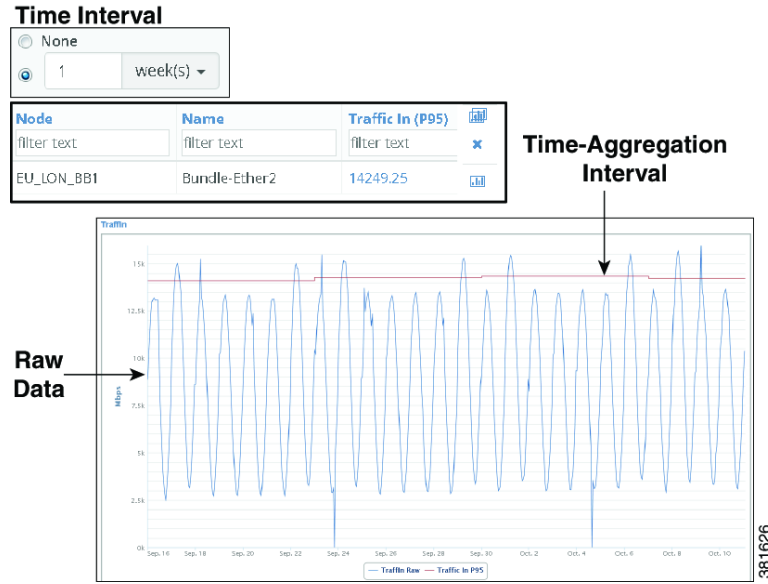 Time Interval
None
1 week(s)
Node Name Traffic In (P95)
filter text filter text filter text
EU_LON_BB1 Bundle-Ether2 14249.25
Time-Aggregation
Interval
TraffIn
15k
12.5k
10k
7.5k
5k
2.5k
0k
Mbps
Raw
Data
Sep. 16 Sep. 18 Sep. 20 Sep. 22 Sep. 24 Sep. 26 Sep. 28 Sep. 30 Oct. 2 Oct. 4 Oct. 6 Oct. 8 Oct. 10
TraffIn Raw Traffic In P95
381626